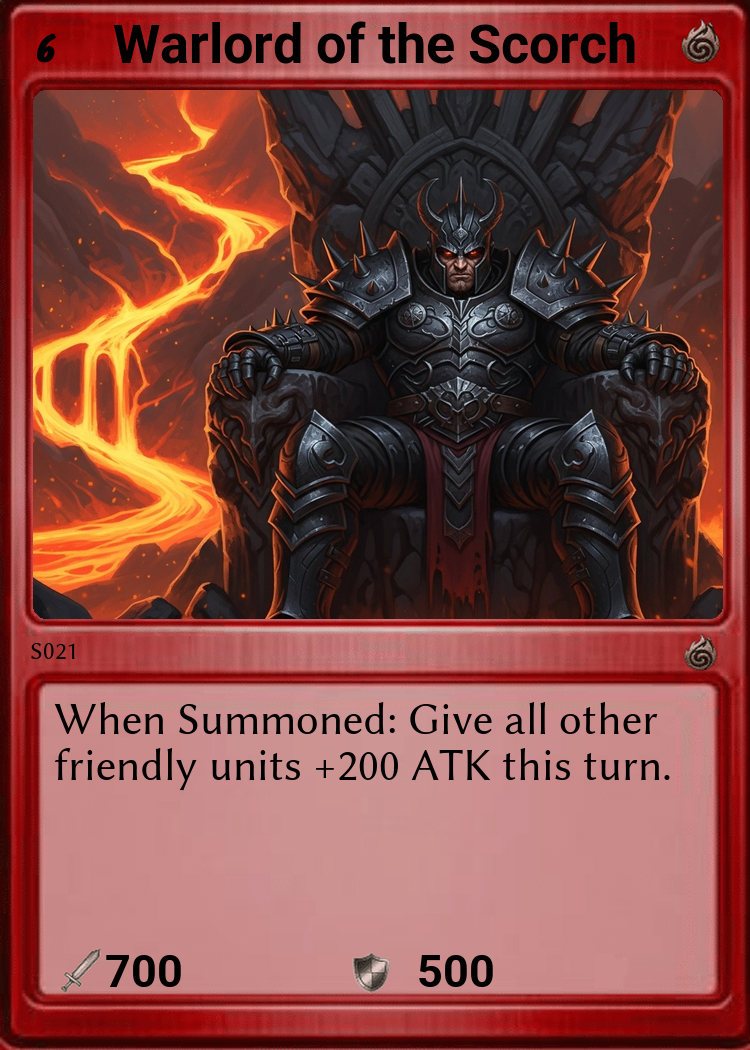 6 Warlord of the Scorch
S021
When Summoned: Give all other
friendly units +200 ATK this turn.
700 500